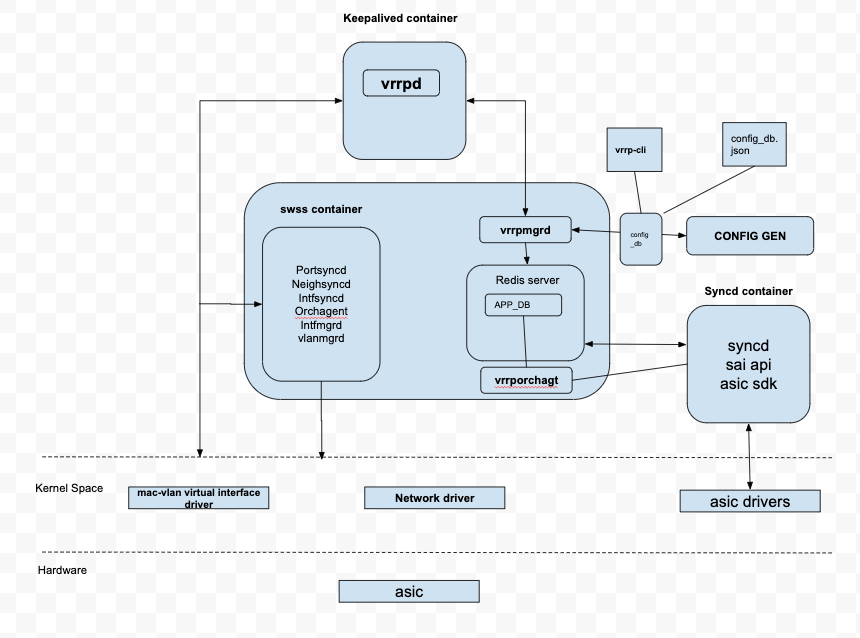 Keepalived container
vrrpd
vrrp-cli
config_db.
json
swss container
vrrpmgrd
config
_db
CONFIG GEN
Portsyncd
Neighsyncd
Intfsyncd
Orchagent
Intfmgrd
vlanmgrd
Redis server
APP_DB
vrrporchagt
Syncd container
syncd
sai api
asic sdk
Kernel Space
mac-vlan virtual interface
driver
Network driver
asic drivers
Hardware
asic